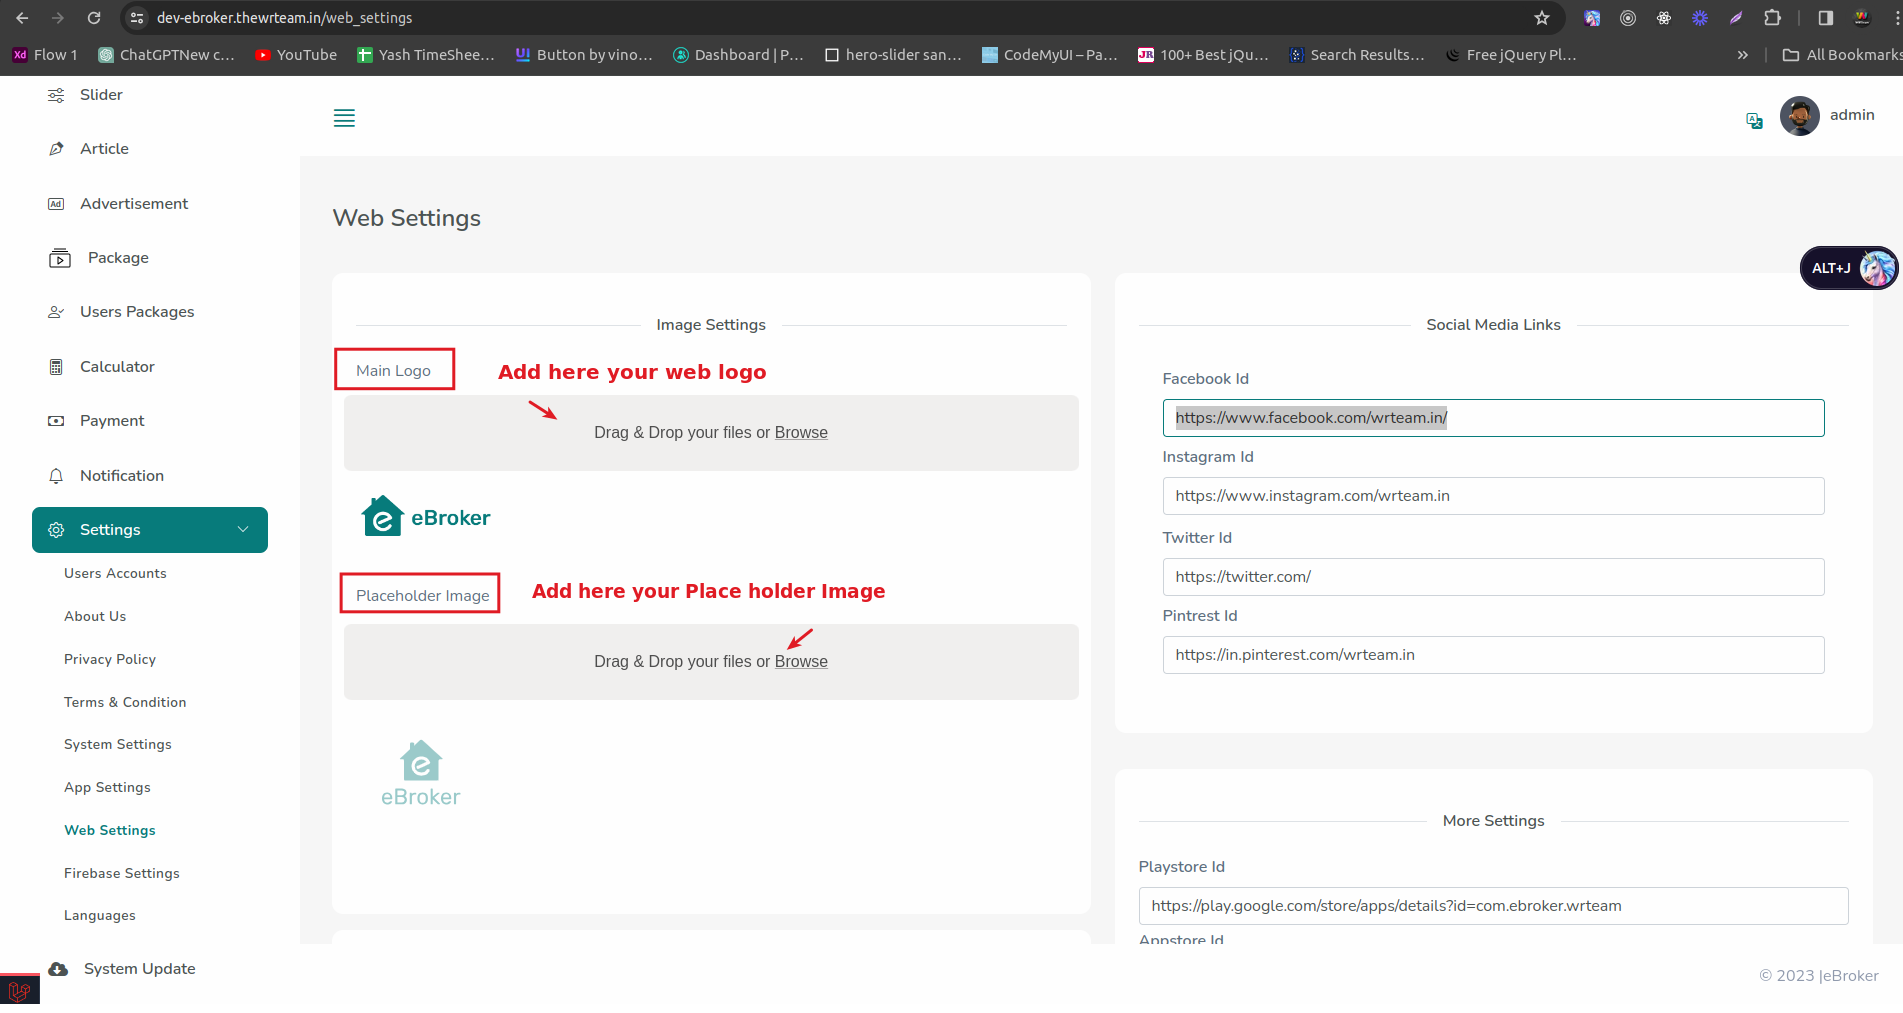 dev-ebroker.thewrteam.in/web_settings
Xd Flow 1 ChatGPTNew c... YouTube Yash TimeShee... UI Button by vino... Dashboard | P... hero-slider san... CodeMyUI – Pa... JR 100+ Best jQu... Search Results... Free jQuery Pl... » All Bookmarks
Slider
Article
Ad Advertisement
Package
Users Packages
Calculator
Payment
Notification
Settings
Users Accounts
About Us
Privacy Policy
Terms & Condition
System Settings
App Settings
Web Settings
Firebase Settings
Languages
System Update
admin
Web Settings
ALT+J
Image Settings
Main Logo
Add here your web logo
Drag & Drop your files or Browse
eBroker
Placeholder Image
Add here your Place holder Image
Drag & Drop your files or Browse
eBroker
Social Media Links
Facebook Id
https://www.facebook.com/wrteam.in/
Instagram Id
https://www.instagram.com/wrteam.in
Twitter Id
https://twitter.com/
Pintrest Id
https://in.pinterest.com/wrteam.in
More Settings
Playstore Id
https://play.google.com/store/apps/details?id=com.ebroker.wrteam
Appstore Id
© 2023 |eBroker